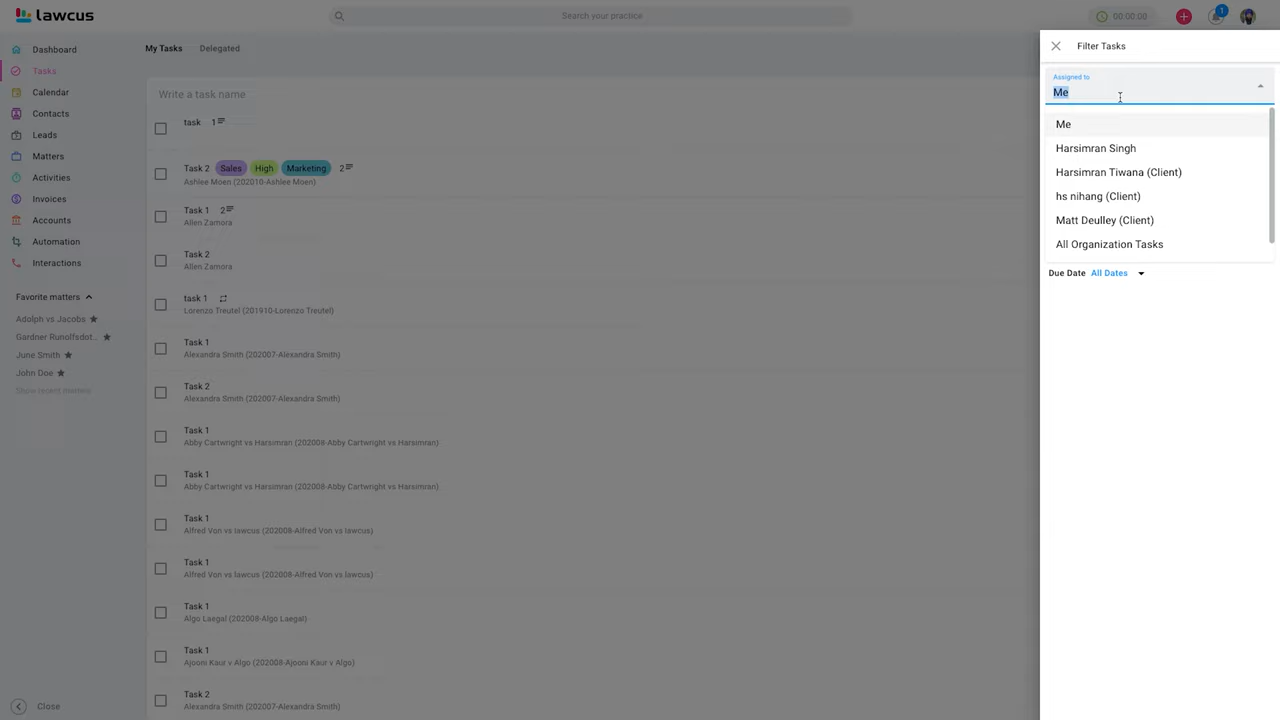 lawcus
Search your practice
00:00:00
1
Dashboard
Tasks
Calendar
Contacts
Leads
Matters
Activities
Invoices
Accounts
Automation
Interactions
Favorite matters
Adolph vs Jacobs
Gardner Runolfsdot..
June Smith
John Doe
Show recent matters
Close
My Tasks
Delegated
Write a task name
task 1
Task 2 Sales High Marketing 2
Ashlee Moen (202010-Ashlee Moen)
Task 1 2
Allen Zamora
Task 2
Allen Zamora
task 1
Lorenzo Treutel (201910-Lorenzo Treutel)
Task 1
Alexandra Smith (202007-Alexandra Smith)
Task 2
Alexandra Smith (202007-Alexandra Smith)
Task 1
Abby Cartwright vs Harsimran (202008-Abby Cartwright vs Harsimran)
Task 1
Abby Cartwright vs Harsimran (202008-Abby Cartwright vs Harsimran)
Task 1
Alfred Von vs lawcus (202008-Alfred Von vs lawcus)
Task 1
Alfred Von vs lawcus (202008-Alfred Von vs lawcus)
Task 1
Algo Laegal (202008-Algo Laegal)
Task 1
Ajooni Kaur v Algo (202008-Ajooni Kaur v Algo)
Task 2
Alexandra Smith (202007-Alexandra Smith)
Filter Tasks
Assigned to
Me
Me
Harsimran Singh
Harsimran Tiwana (Client)
hs nihang (Client)
Matt Deulley (Client)
All Organization Tasks
Due Date All Dates